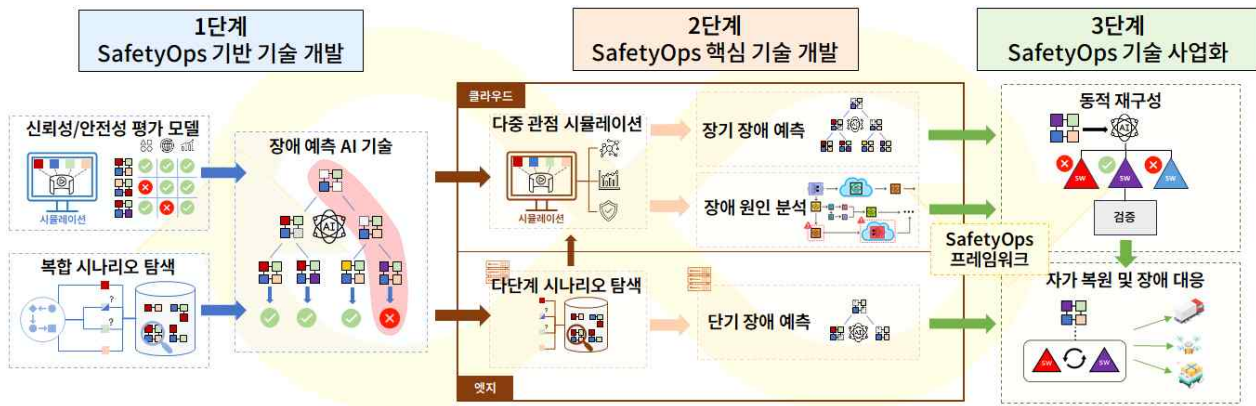 1단계
SafetyOps 기반 기술 개발
2단계
SafetyOps 핵심 기술 개발
3단계
SafetyOps 기술 사업화
신뢰성/안전성 평가 모델
시뮬레이션
복합 시나리오 탐색
?
?
장애 예측 AI 기술
AI
클라우드
다중 관점 시뮬레이션
시뮬레이션
장기 장애 예측
AI
장애 원인 분석
다단계 시나리오 탐색
?
?
단기 장애 예측
AI
엣지
SafetyOps
프레임워크
동적 재구성
AI
SW
SW
SW
검증
자가 복원 및 장애 대응
SW
SW